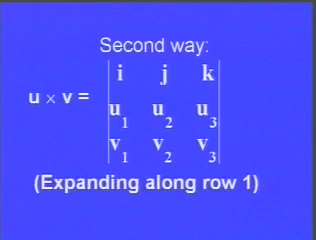 Second way:
i j k
u × v =
u1 u2 u3
v1 v2 v3
(Expanding along row 1)